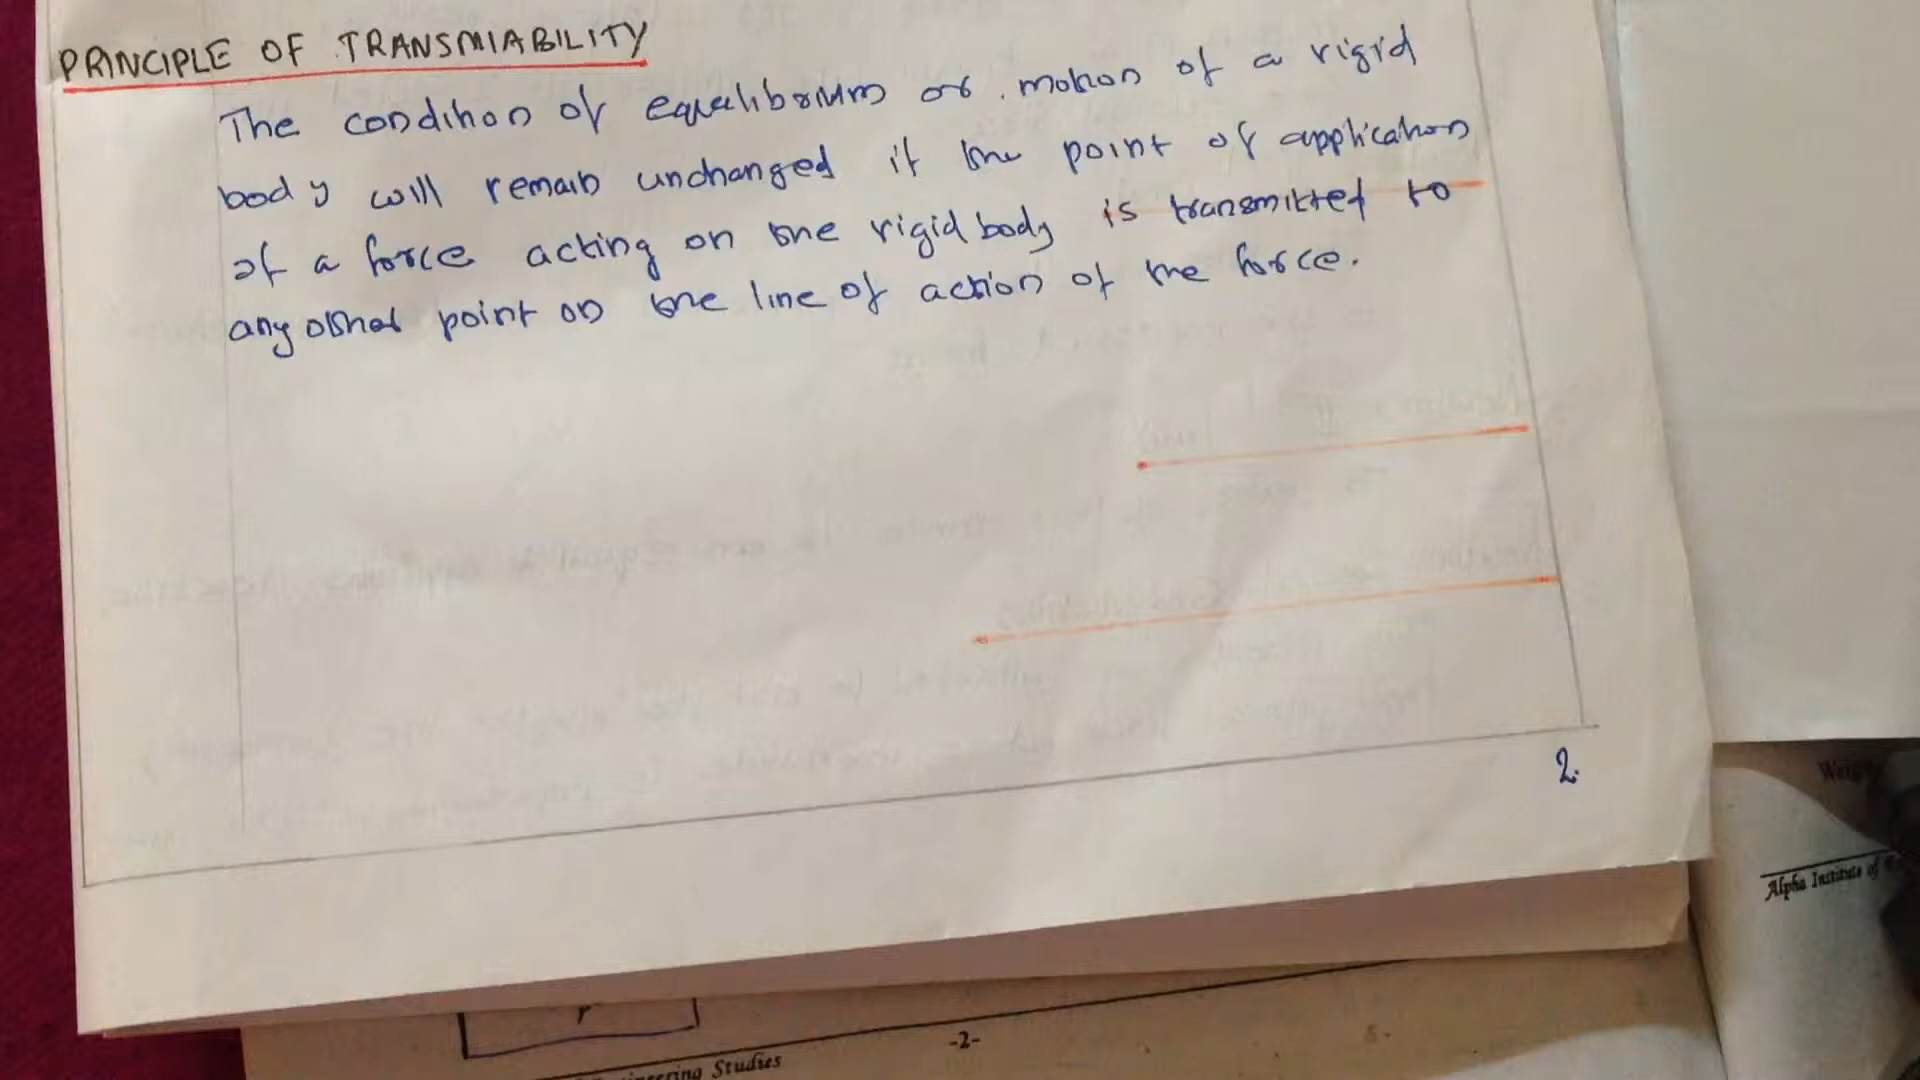 PRINCIPLE OF TRANSMIABILITY
The condition of equilibrium or motion of a rigid
body will remain unchanged if the point of application
of a force acting on the rigid body is transmitted to
any other point on the line of action of the force.
2.
Alpha Institute of
-2-
Studies